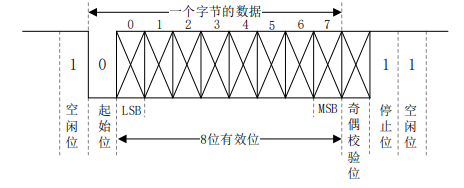 一个字节的数据
0 1 2 3 4 5 6 7
1 0 1 1
LSB MSB
空闲位
起始位
8位有效位
奇偶校验位
停止位
空闲位